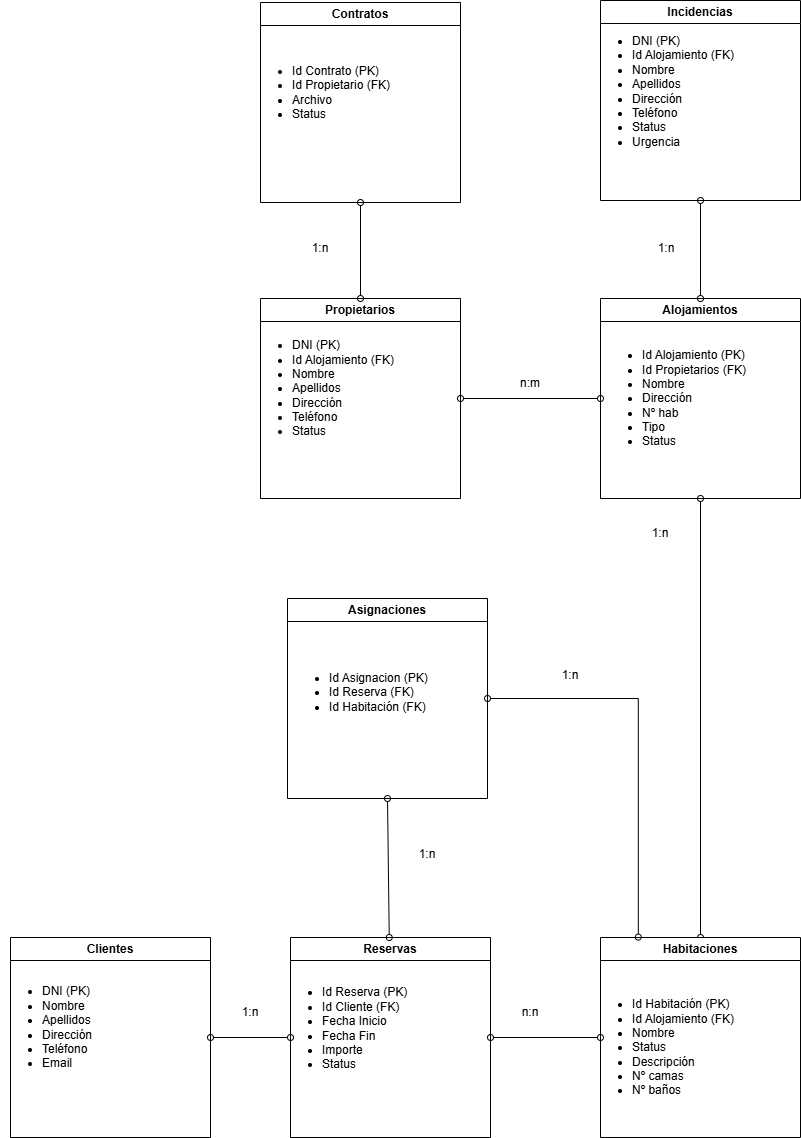 Contratos
Id Contrato (PK)
Id Propietario (FK)
Archivo
Status
Incidencias
DNI (PK)
Id Alojamiento (FK)
Nombre
Apellidos
Dirección
Teléfono
Status
Urgencia
1:n
1:n
Propietarios
DNI (PK)
Id Alojamiento (FK)
Nombre
Apellidos
Dirección
Teléfono
Status
n:m
Alojamientos
Id Alojamiento (PK)
Id Propietarios (FK)
Nombre
Dirección
Nº hab
Tipo
Status
1:n
Asignaciones
Id Asignacion (PK)
Id Reserva (FK)
Id Habitación (FK)
1:n
1:n
Clientes
DNI (PK)
Nombre
Apellidos
Dirección
Teléfono
Email
1:n
Reservas
Id Reserva (PK)
Id Cliente (FK)
Fecha Inicio
Fecha Fin
Importe
Status
n:n
Habitaciones
Id Habitación (PK)
Id Alojamiento (FK)
Nombre
Status
Descripción
Nº camas
Nº baños